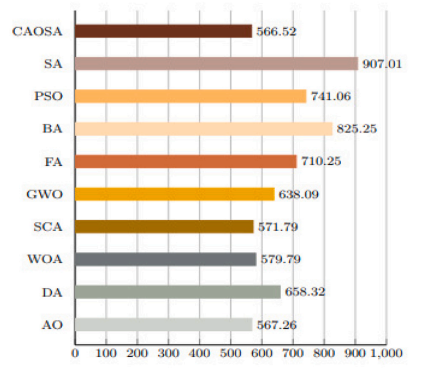 CAOSA 566.52
SA 907.01
PSO 741.06
BA 825.25
FA 710.25
GWO 638.09
SCA 571.79
WOA 579.79
DA 658.32
AO 567.26
0 100 200 300 400 500 600 700 800 900 1,000